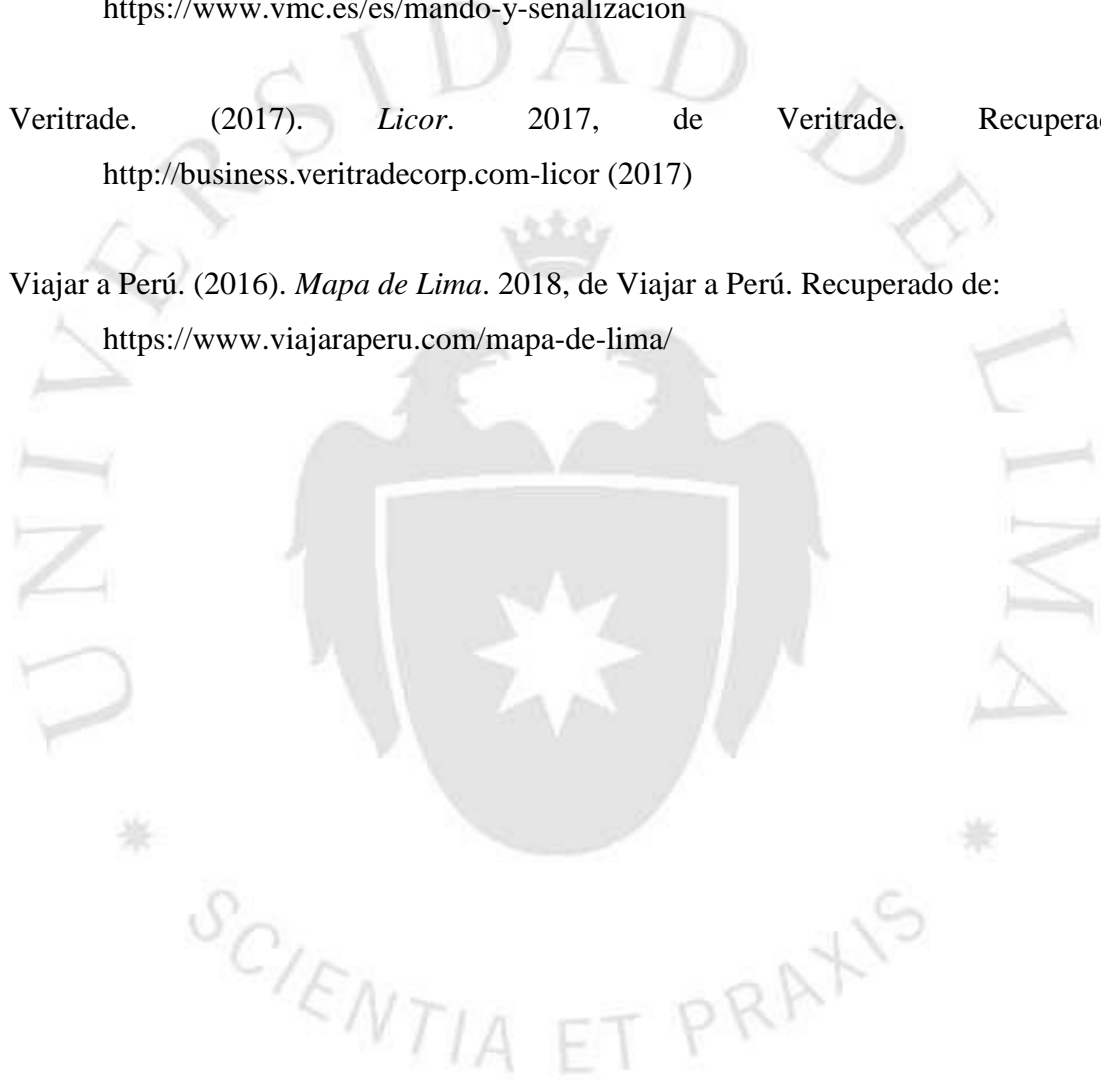 https://www.vmc.es/es/mando-y-senalizacion
Veritrade. (2017). Licor. 2017, de Veritrade.
http://business.veritradecorp.com-licor (2017)
Viajar a Perú. (2016). Mapa de Lima. 2018, de Viajar a Perú. Recuperado de:
https://www.viajaraperu.com/mapa-de-lima/
UNIVERSIDAD DE LIMA
SCIENTIA ET PRAXIS